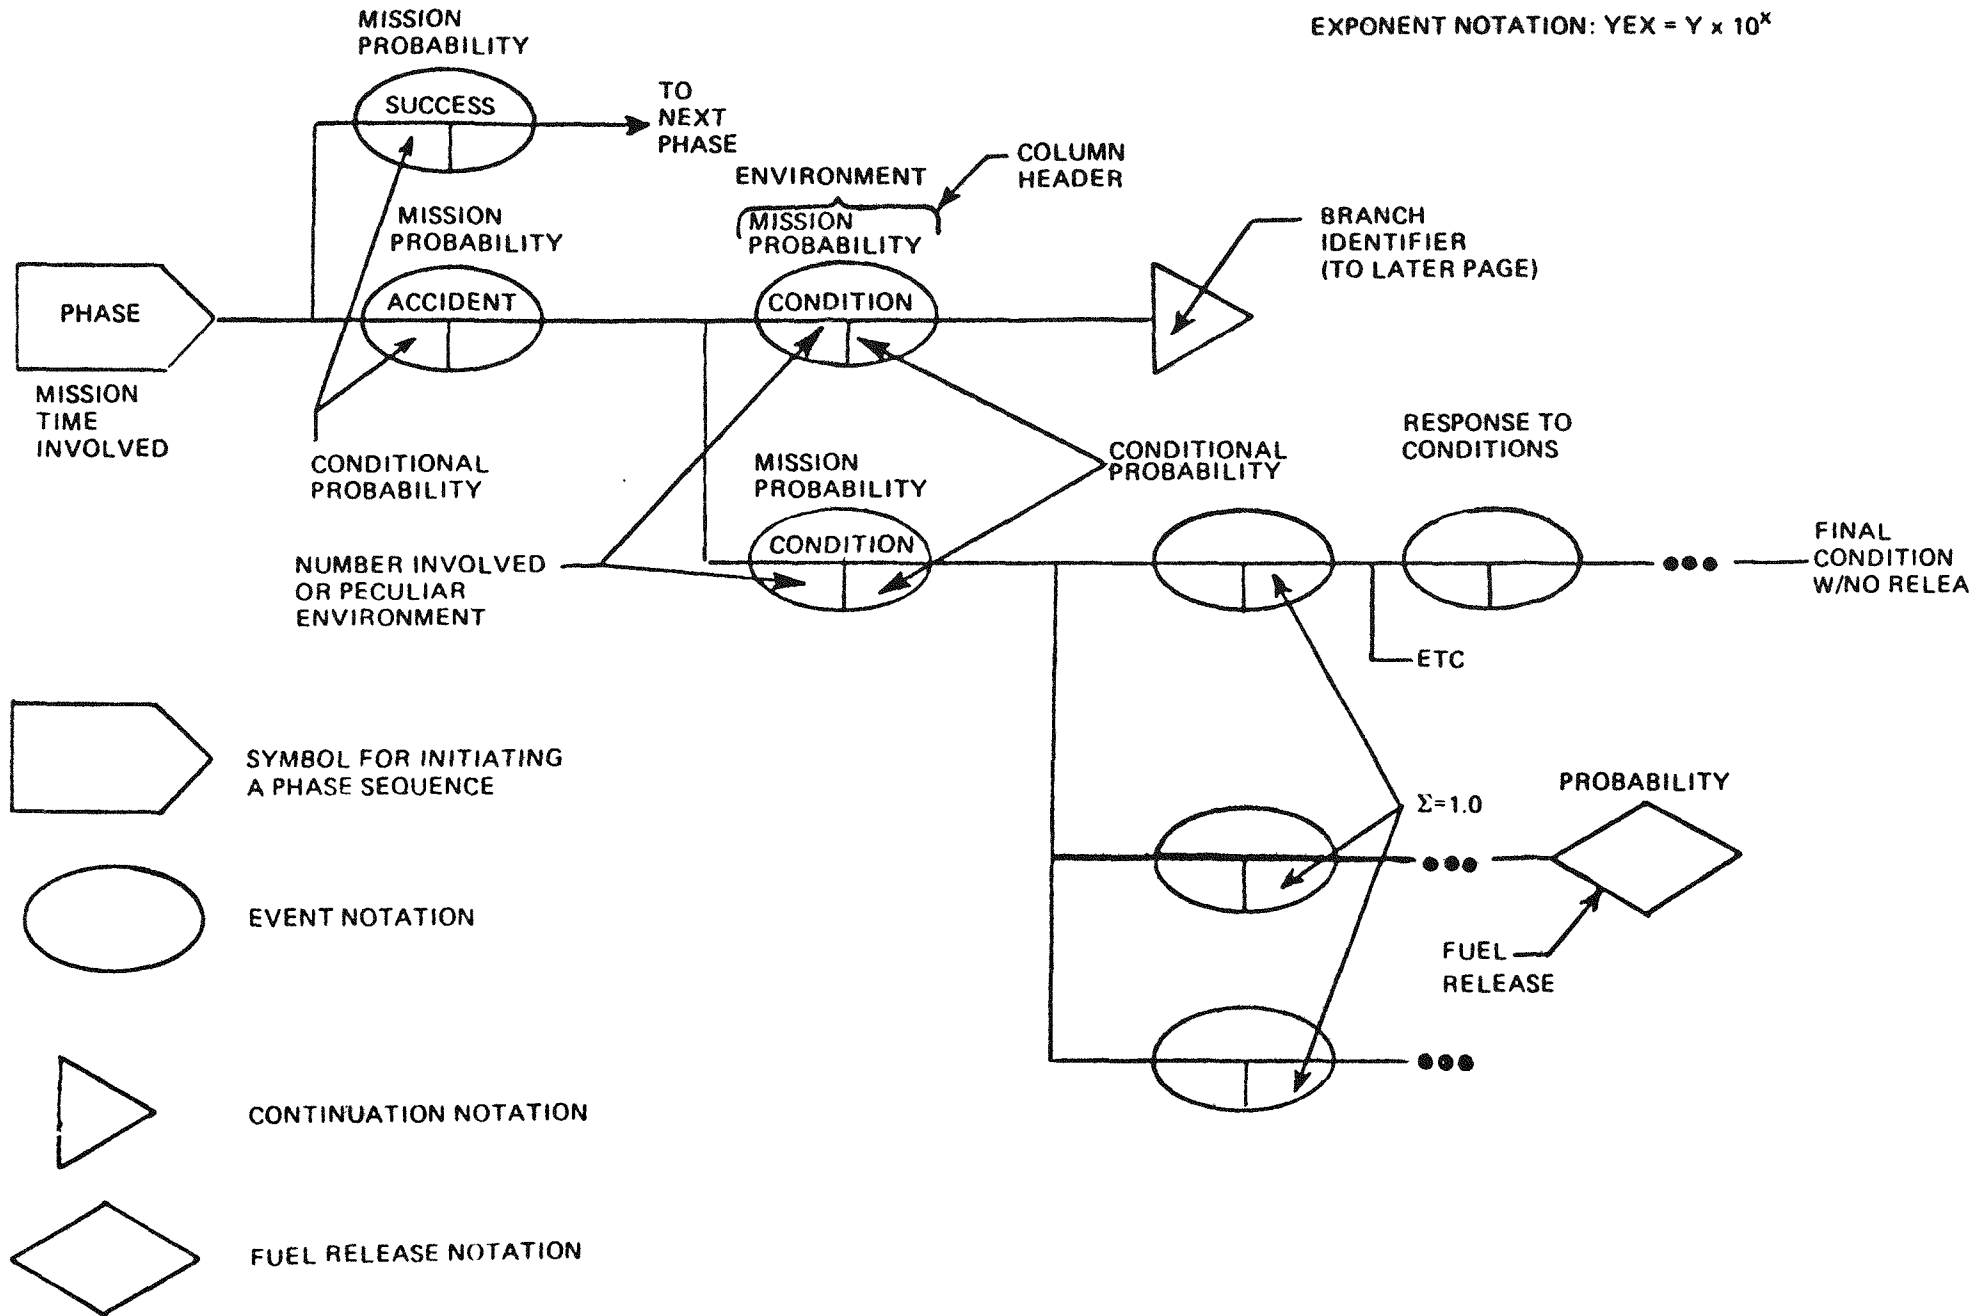 EXPONENT NOTATION: YEX = Y x 10^x
MISSION
PROBABILITY
SUCCESS
TO
NEXT
PHASE
ENVIRONMENT
COLUMN
HEADER
MISSION
PROBABILITY
MISSION
PROBABILITY
BRANCH
IDENTIFIER
(TO LATER PAGE)
PHASE
ACCIDENT
CONDITION
MISSION
TIME
INVOLVED
CONDITIONAL
PROBABILITY
MISSION
PROBABILITY
CONDITIONAL
PROBABILITY
RESPONSE TO
CONDITIONS
NUMBER INVOLVED
OR PECULIAR
ENVIRONMENT
CONDITION
FINAL
CONDITION
W/NO RELEA
ETC
SYMBOL FOR INITIATING
A PHASE SEQUENCE
Σ=1.0
PROBABILITY
EVENT NOTATION
FUEL
RELEASE
CONTINUATION NOTATION
FUEL RELEASE NOTATION